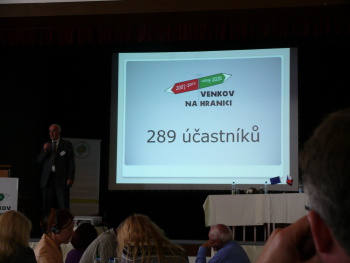 VENKOV
NA HRANICI
289 účastníků